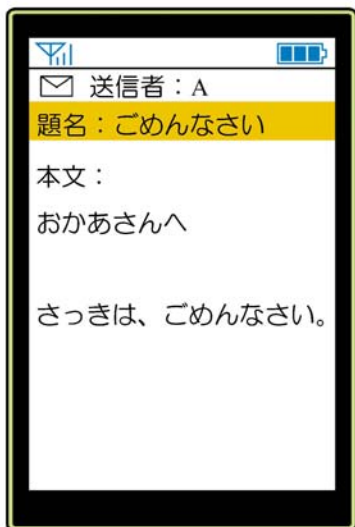 送信者：A
題名：ごめんなさい
本文：
おかあさんへ
さっきは、ごめんなさい。